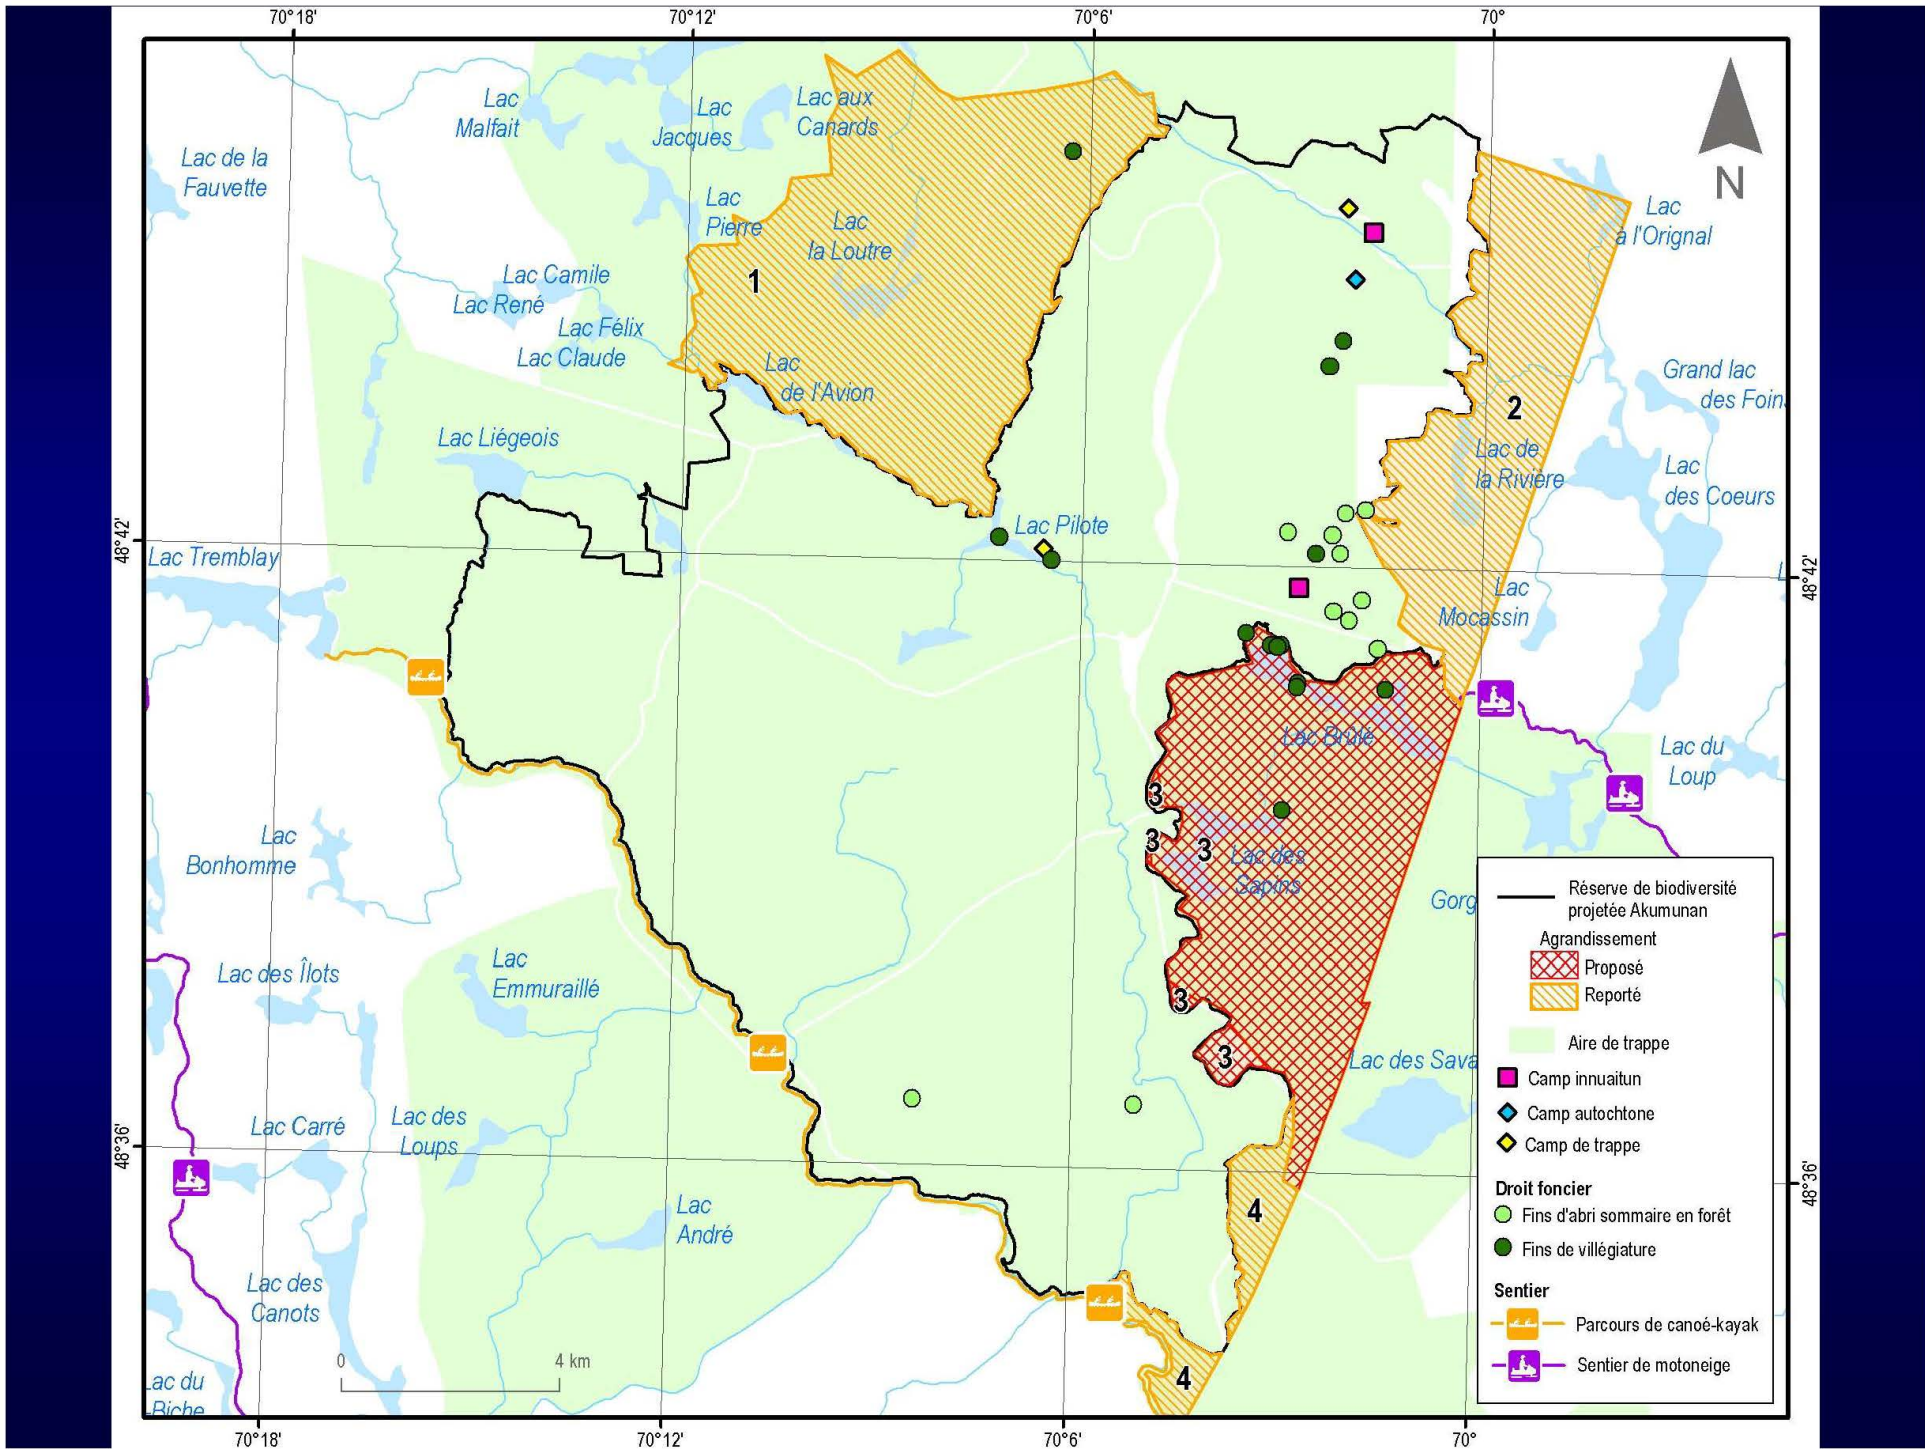 70°18'
70°12'
70°6'
70°
Lac
Malfait
Lac
Jacques
Lac aux
Canards
Lac de la
Fauvette
N
Lac
Pierre
Lac
la Loutre
Lac
à l'Orignal
1
Lac Camile
Lac René
Lac Félix
Lac Claude
Lac
de l'Avion
Grand lac
des Foin
2
Lac Liégeois
Lac de
la Rivière
Lac
des Coeurs
48°42'
Lac Pilote
Lac Tremblay
48°42'
L
Lac
Mocassin
Lac Brûlé
Lac du
Loup
3
3
3
Lac des
Sapins
Lac
Bonhomme
Gorg
Lac des Îlots
Lac
Emmuraillé
3
3
Lac des Sava
Lac Carré
Lac des
Loups
48°36'
48°36'
Lac
André
4
Lac des
Canots
0
4 km
4
Lac du
-Biche
Réserve de biodiversité
projetée Akumunan
Agrandissement
Proposé
Reporté
Aire de trappe
Camp innuaitun
Camp autochtone
Camp de trappe
Droit foncier
Fins d'abri sommaire en forêt
Fins de villégiature
Sentier
Parcours de canoé-kayak
Sentier de motoneige
70°18'
70°12'
70°6'
70°